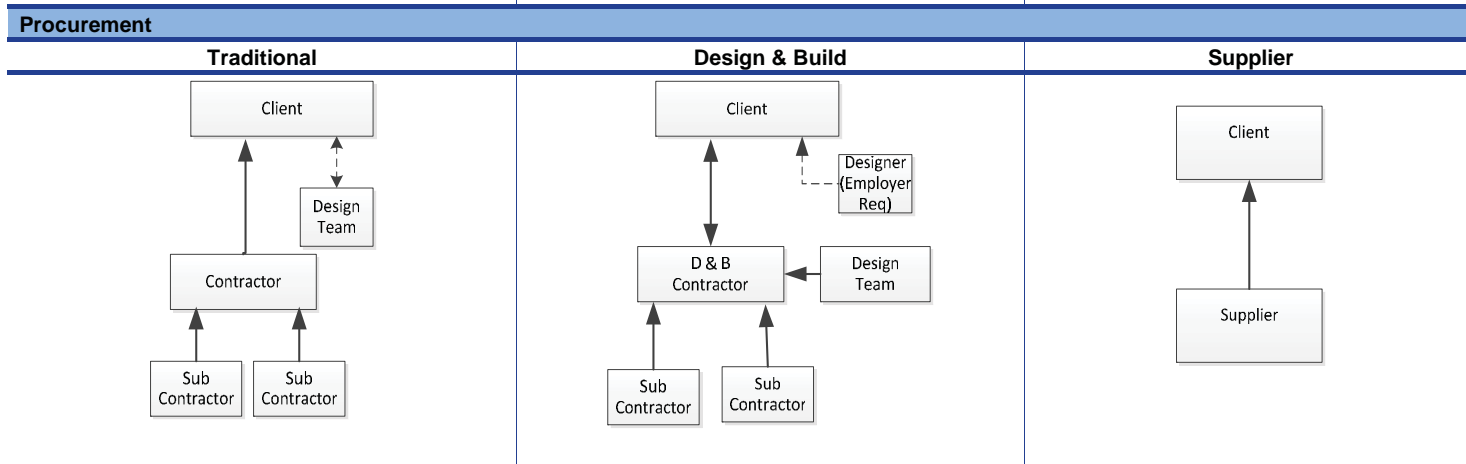 Procurement
Traditional
Design & Build
Supplier
Client
Design
Team
Contractor
Sub
Contractor
Sub
Contractor
Client
Designer
(Employer
Req)
D & B
Contractor
Design
Team
Sub
Contractor
Sub
Contractor
Client
Supplier